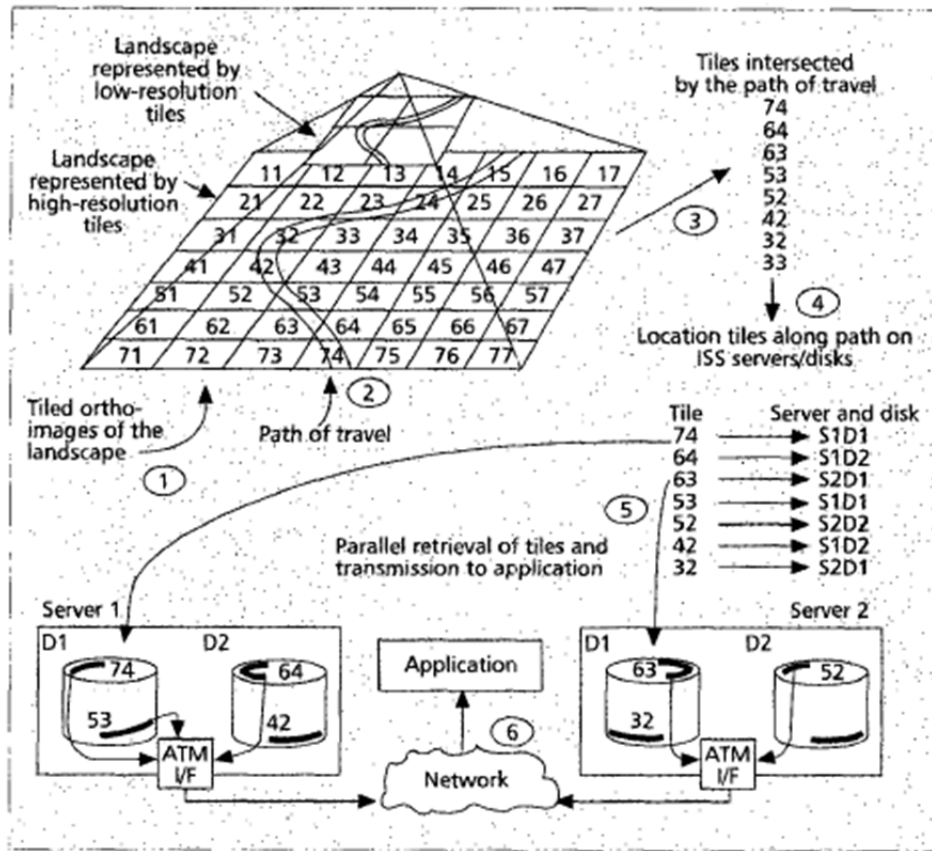 Landscape
represented by
low-resolution
tiles
Landscape
represented by
high-resolution
tiles
11 12 13 14 15 16 17
21 22 23 24 25 26 27
31 32 33 34 35 36 37
41 42 43 44 45 46 47
51 52 53 54 55 56 57
61 62 63 64 65 66 67
71 72 73 74 75 76 77
Tiles intersected
by the path of travel
74
64
63
53
52
42
32
33
3
4
Location tiles along path on
ISS servers/disks
2
Tiled ortho-
images of the
landscape
1
Path of travel
Tile Server and disk
74 S1D1
64 S1D2
63 S2D1
53 S1D1
52 S2D2
42 S1D2
32 S2D1
5
Parallel retrieval of tiles and
transmission to application
Server 1
D1 D2
74 64
53 42
ATM
I/F
Application
6
Network
Server 2
D1 D2
63 52
32
ATM
I/F